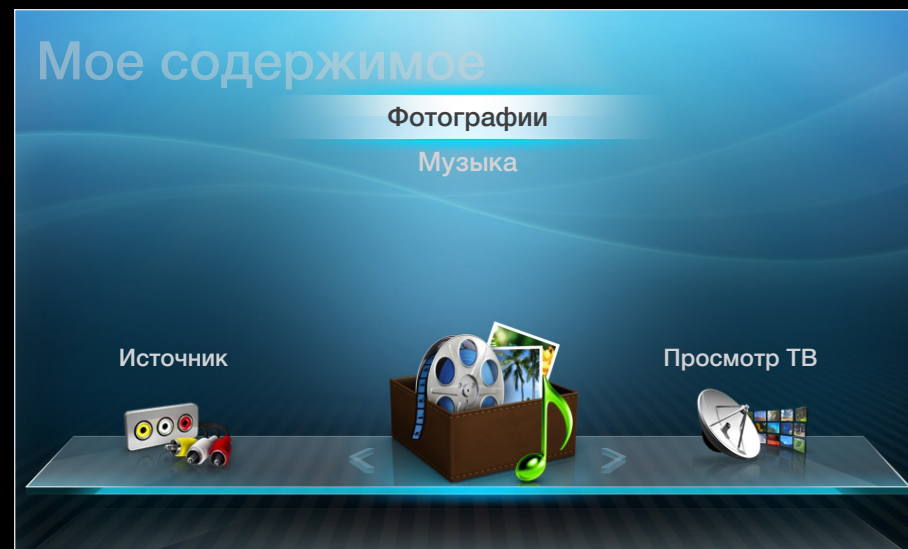 Мое содержимое
Фотографии
Музыка
Источник
Просмотр ТВ